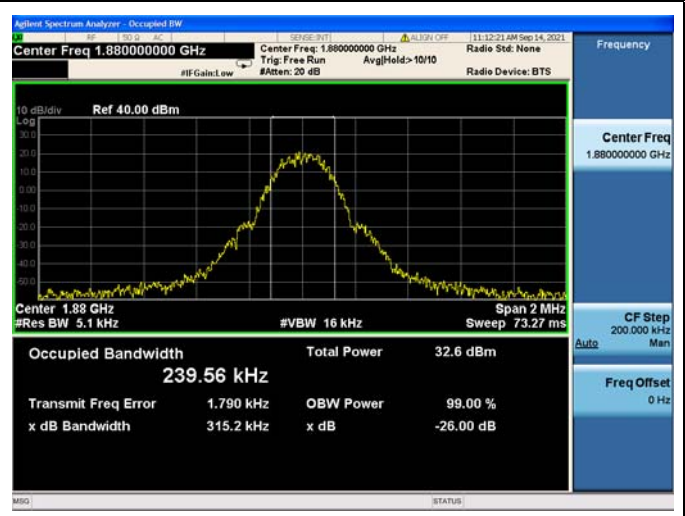 Agilent Spectrum Analyzer - Occupied BW
RF 50 Ω AC SENSE:INT ALIGN OFF 11:12:21 AM Sep 14, 2021
Center Freq 1.880000000 GHz Center Freq: 1.880000000 GHz Radio Std: None
Trig: Free Run Avg|Hold:>10/10
#IFGain:Low #Atten: 20 dB Radio Device: BTS
10 dB/div Ref 40.00 dBm
Log
30.0
20.0
10.0
0.00
-10.0
-20.0
-30.0
-40.0
-50.0
Center 1.88 GHz Span 2 MHz
#Res BW 5.1 kHz #VBW 16 kHz Sweep 73.27 ms
Occupied Bandwidth Total Power 32.6 dBm
239.56 kHz
Transmit Freq Error 1.790 kHz OBW Power 99.00 %
x dB Bandwidth 315.2 kHz x dB -26.00 dB
MSG STATUS
Frequency
Center Freq
1.880000000 GHz
CF Step
200.000 kHz
Auto Man
Freq Offset
0 Hz